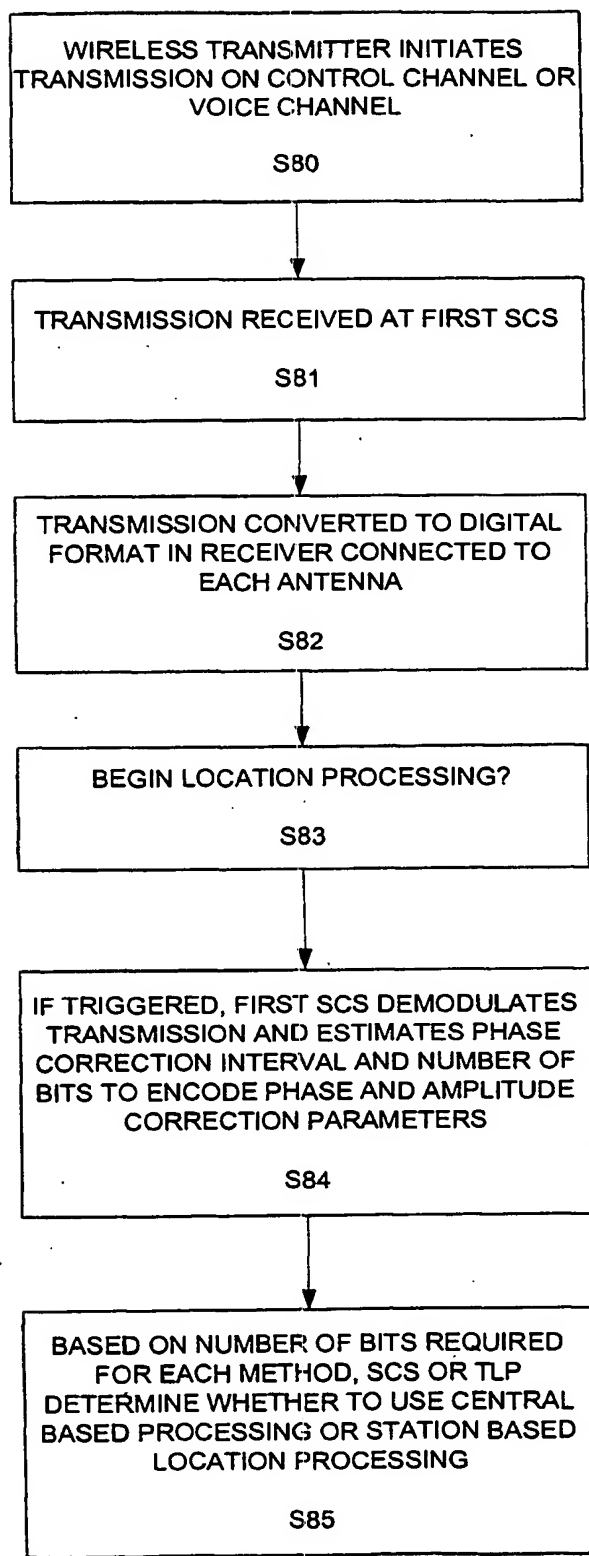 WIRELESS TRANSMITTER INITIATES
TRANSMISSION ON CONTROL CHANNEL OR
VOICE CHANNEL
S80
TRANSMISSION RECEIVED AT FIRST SCS
S81
TRANSMISSION CONVERTED TO DIGITAL
FORMAT IN RECEIVER CONNECTED TO
EACH ANTENNA
S82
BEGIN LOCATION PROCESSING?
S83
IF TRIGGERED, FIRST SCS DEMODULATES
TRANSMISSION AND ESTIMATES PHASE
CORRECTION INTERVAL AND NUMBER OF
BITS TO ENCODE PHASE AND AMPLITUDE
CORRECTION PARAMETERS
S84
BASED ON NUMBER OF BITS REQUIRED
FOR EACH METHOD, SCS OR TLP
DETERMINE WHETHER TO USE CENTRAL
BASED PROCESSING OR STATION BASED
LOCATION PROCESSING
S85